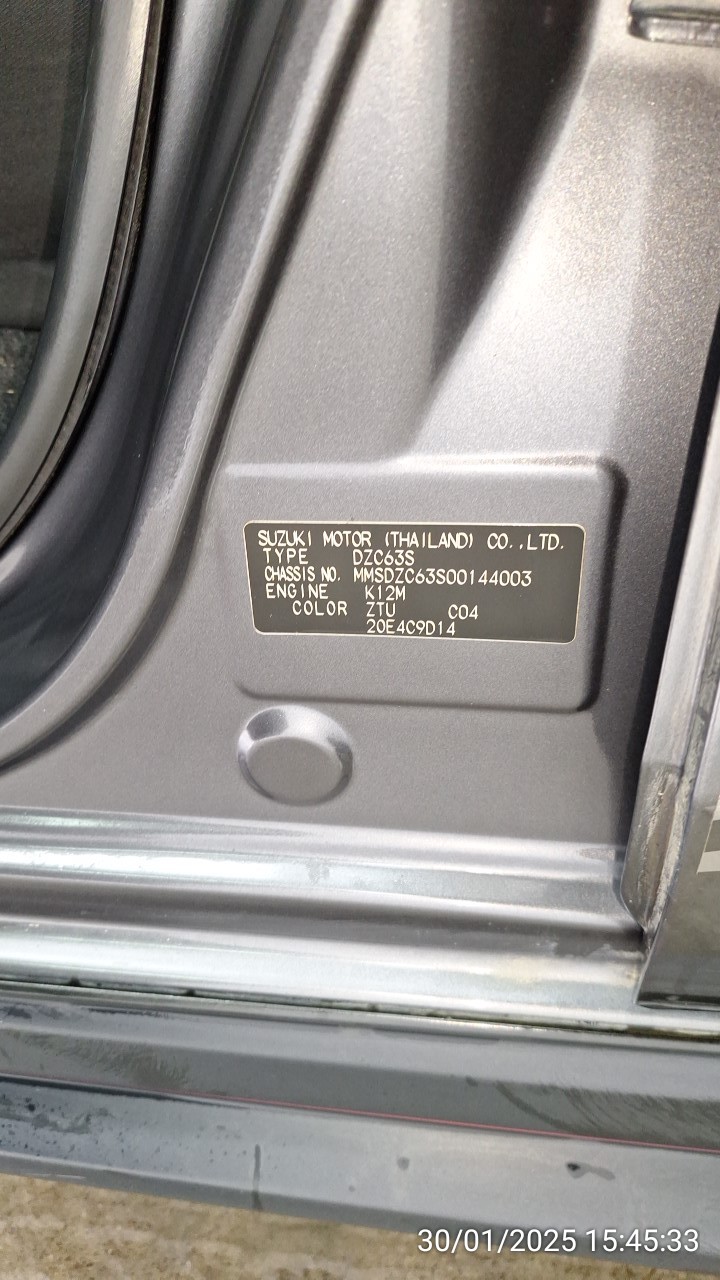 SUZUKI MOTOR (THAILAND) CO.,LTD.
TYPE DZC63S
CHASSIS NO. MMSDZC63S00144003
ENGINE K12M
COLOR ZTU C04
20E4C9D14
30/01/2025 15:45:33